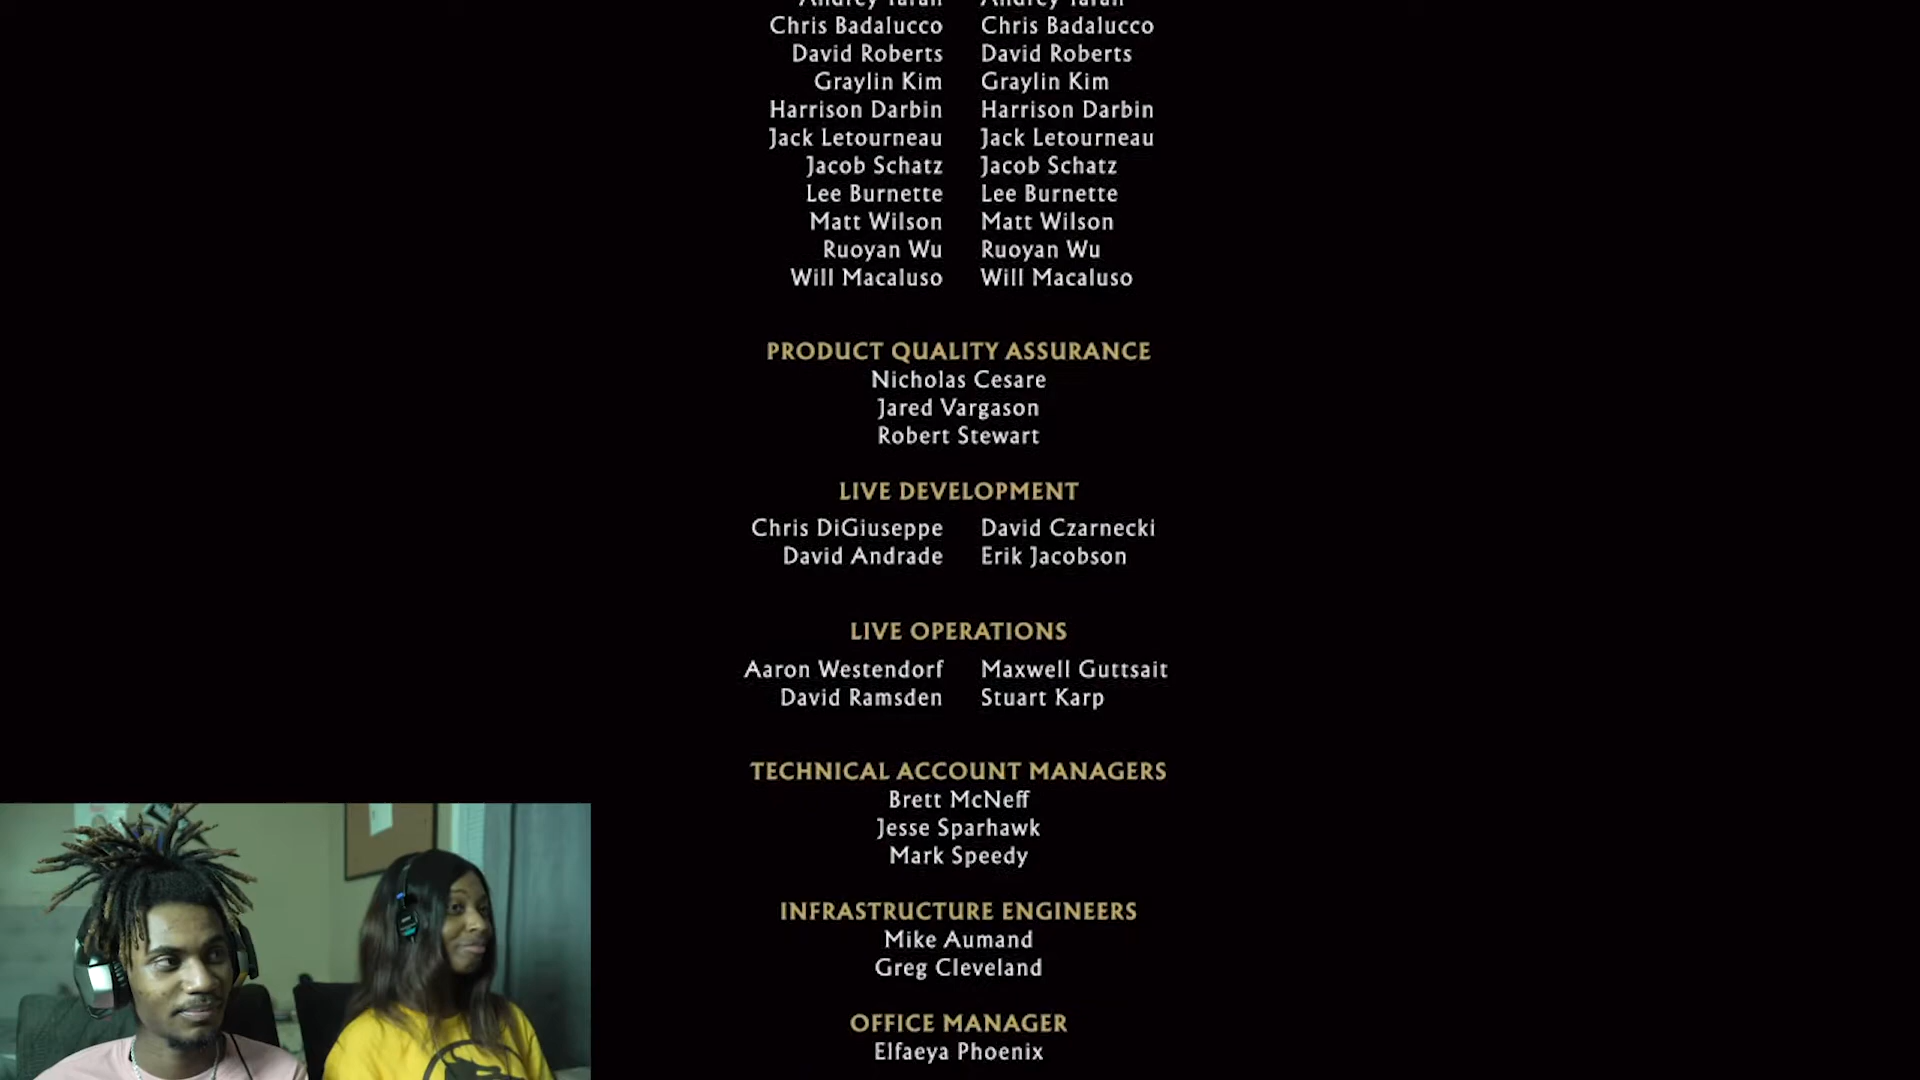 Chris Badalucco Chris Badalucco
David Roberts David Roberts
Graylin Kim Graylin Kim
Harrison Darbin Harrison Darbin
Jack Letourneau Jack Letourneau
Jacob Schatz Jacob Schatz
Lee Burnette Lee Burnette
Matt Wilson Matt Wilson
Ruoyan Wu Ruoyan Wu
Will Macaluso Will Macaluso
PRODUCT QUALITY ASSURANCE
Nicholas Cesare
Jared Vargason
Robert Stewart
LIVE DEVELOPMENT
Chris DiGiuseppe David Czarnecki
David Andrade Erik Jacobson
LIVE OPERATIONS
Aaron Westendorf Maxwell Guttsait
David Ramsden Stuart Karp
TECHNICAL ACCOUNT MANAGERS
Brett McNeff
Jesse Sparhawk
Mark Speedy
INFRASTRUCTURE ENGINEERS
Mike Aumand
Greg Cleveland
OFFICE MANAGER
Elfaeya Phoenix